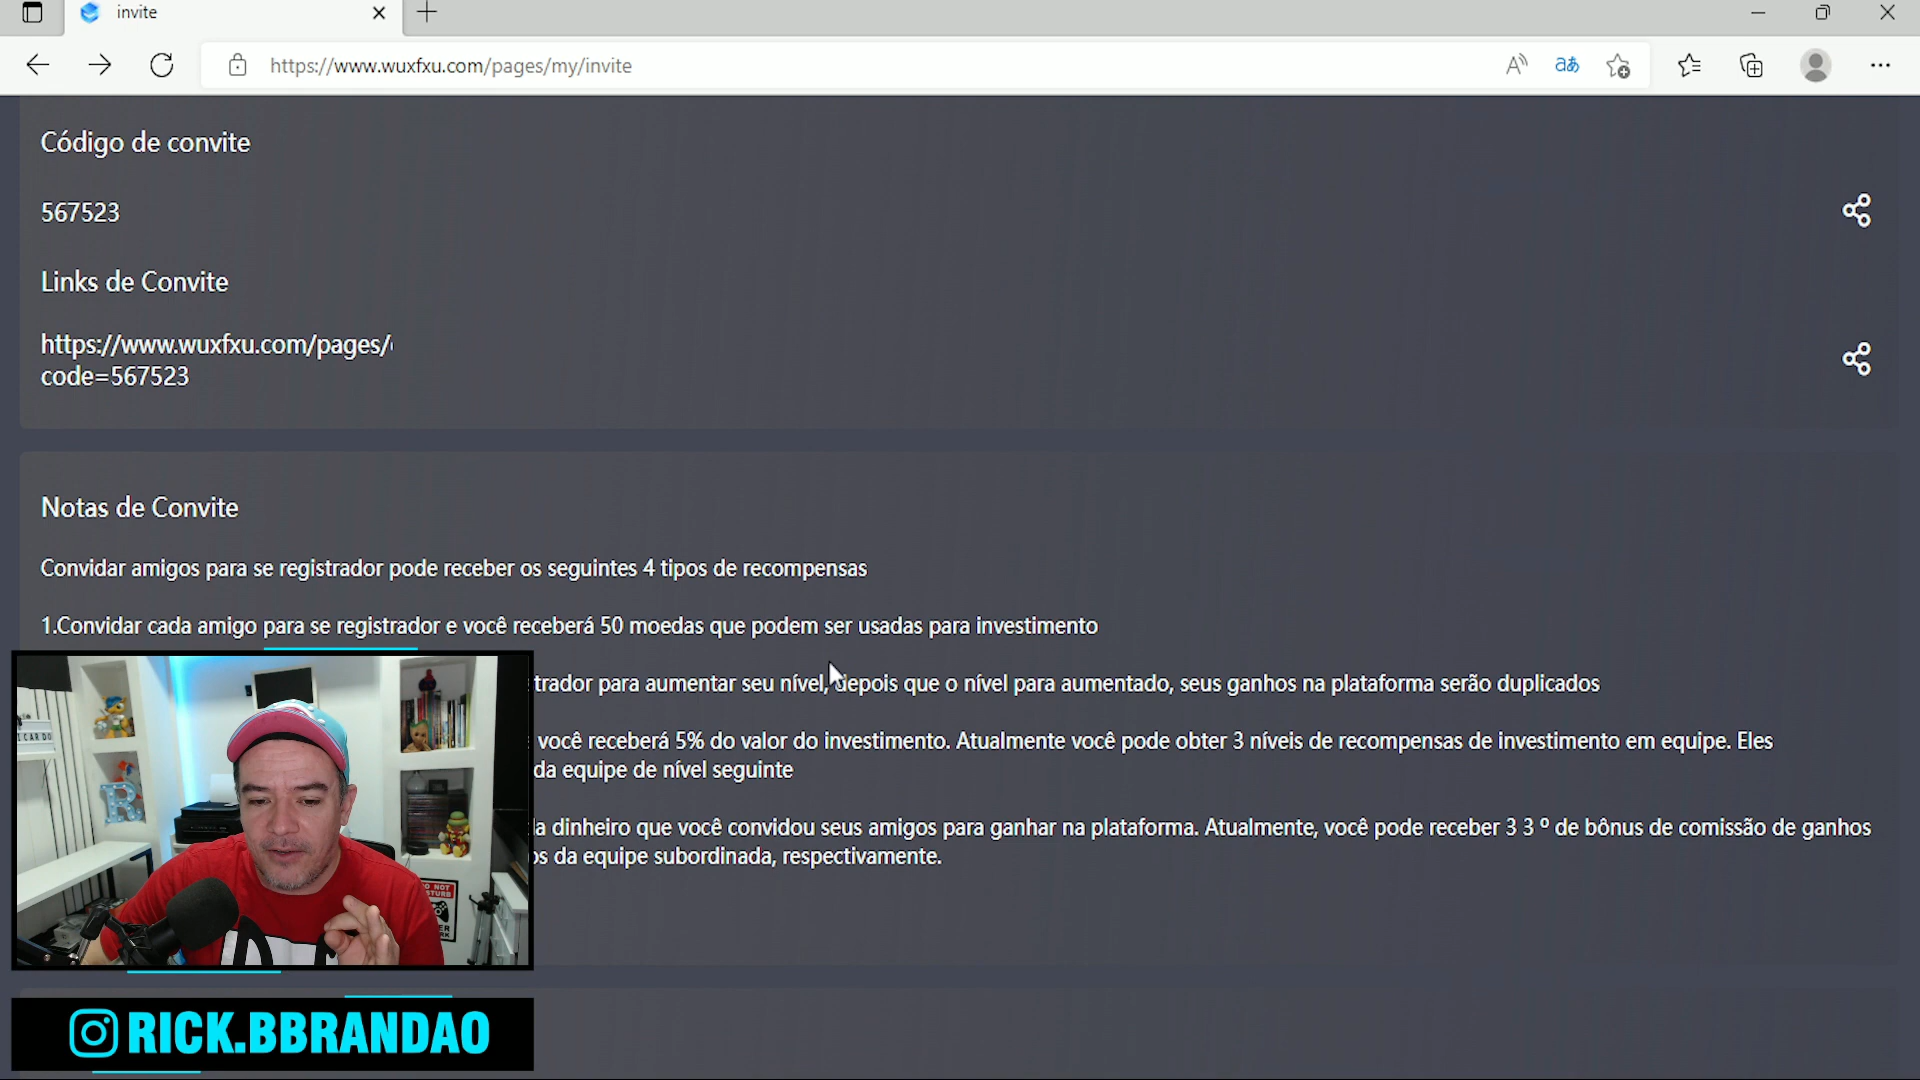 invite
https://www.wuxfxu.com/pages/my/invite
Código de convite
567523
Links de Convite
https://www.wuxfxu.com/pages/
code=567523
Notas de Convite
Convidar amigos para se registrador pode receber os seguintes 4 tipos de recompensas
1.Convidar cada amigo para se registrador e você receberá 50 moedas que podem ser usadas para investimento
trador para aumentar seu nível, depois que o nível para aumentado, seus ganhos na plataforma serão duplicados
você receberá 5% do valor do investimento. Atualmente você pode obter 3 níveis de recompensas de investimento em equipe. Eles
da equipe de nível seguinte
la dinheiro que você convidou seus amigos para ganhar na plataforma. Atualmente, você pode receber 3 3 º de bônus de comissão de ganhos
os da equipe subordinada, respectivamente.
ICARDO
R
DO NOT
RICK.BBRANDAO